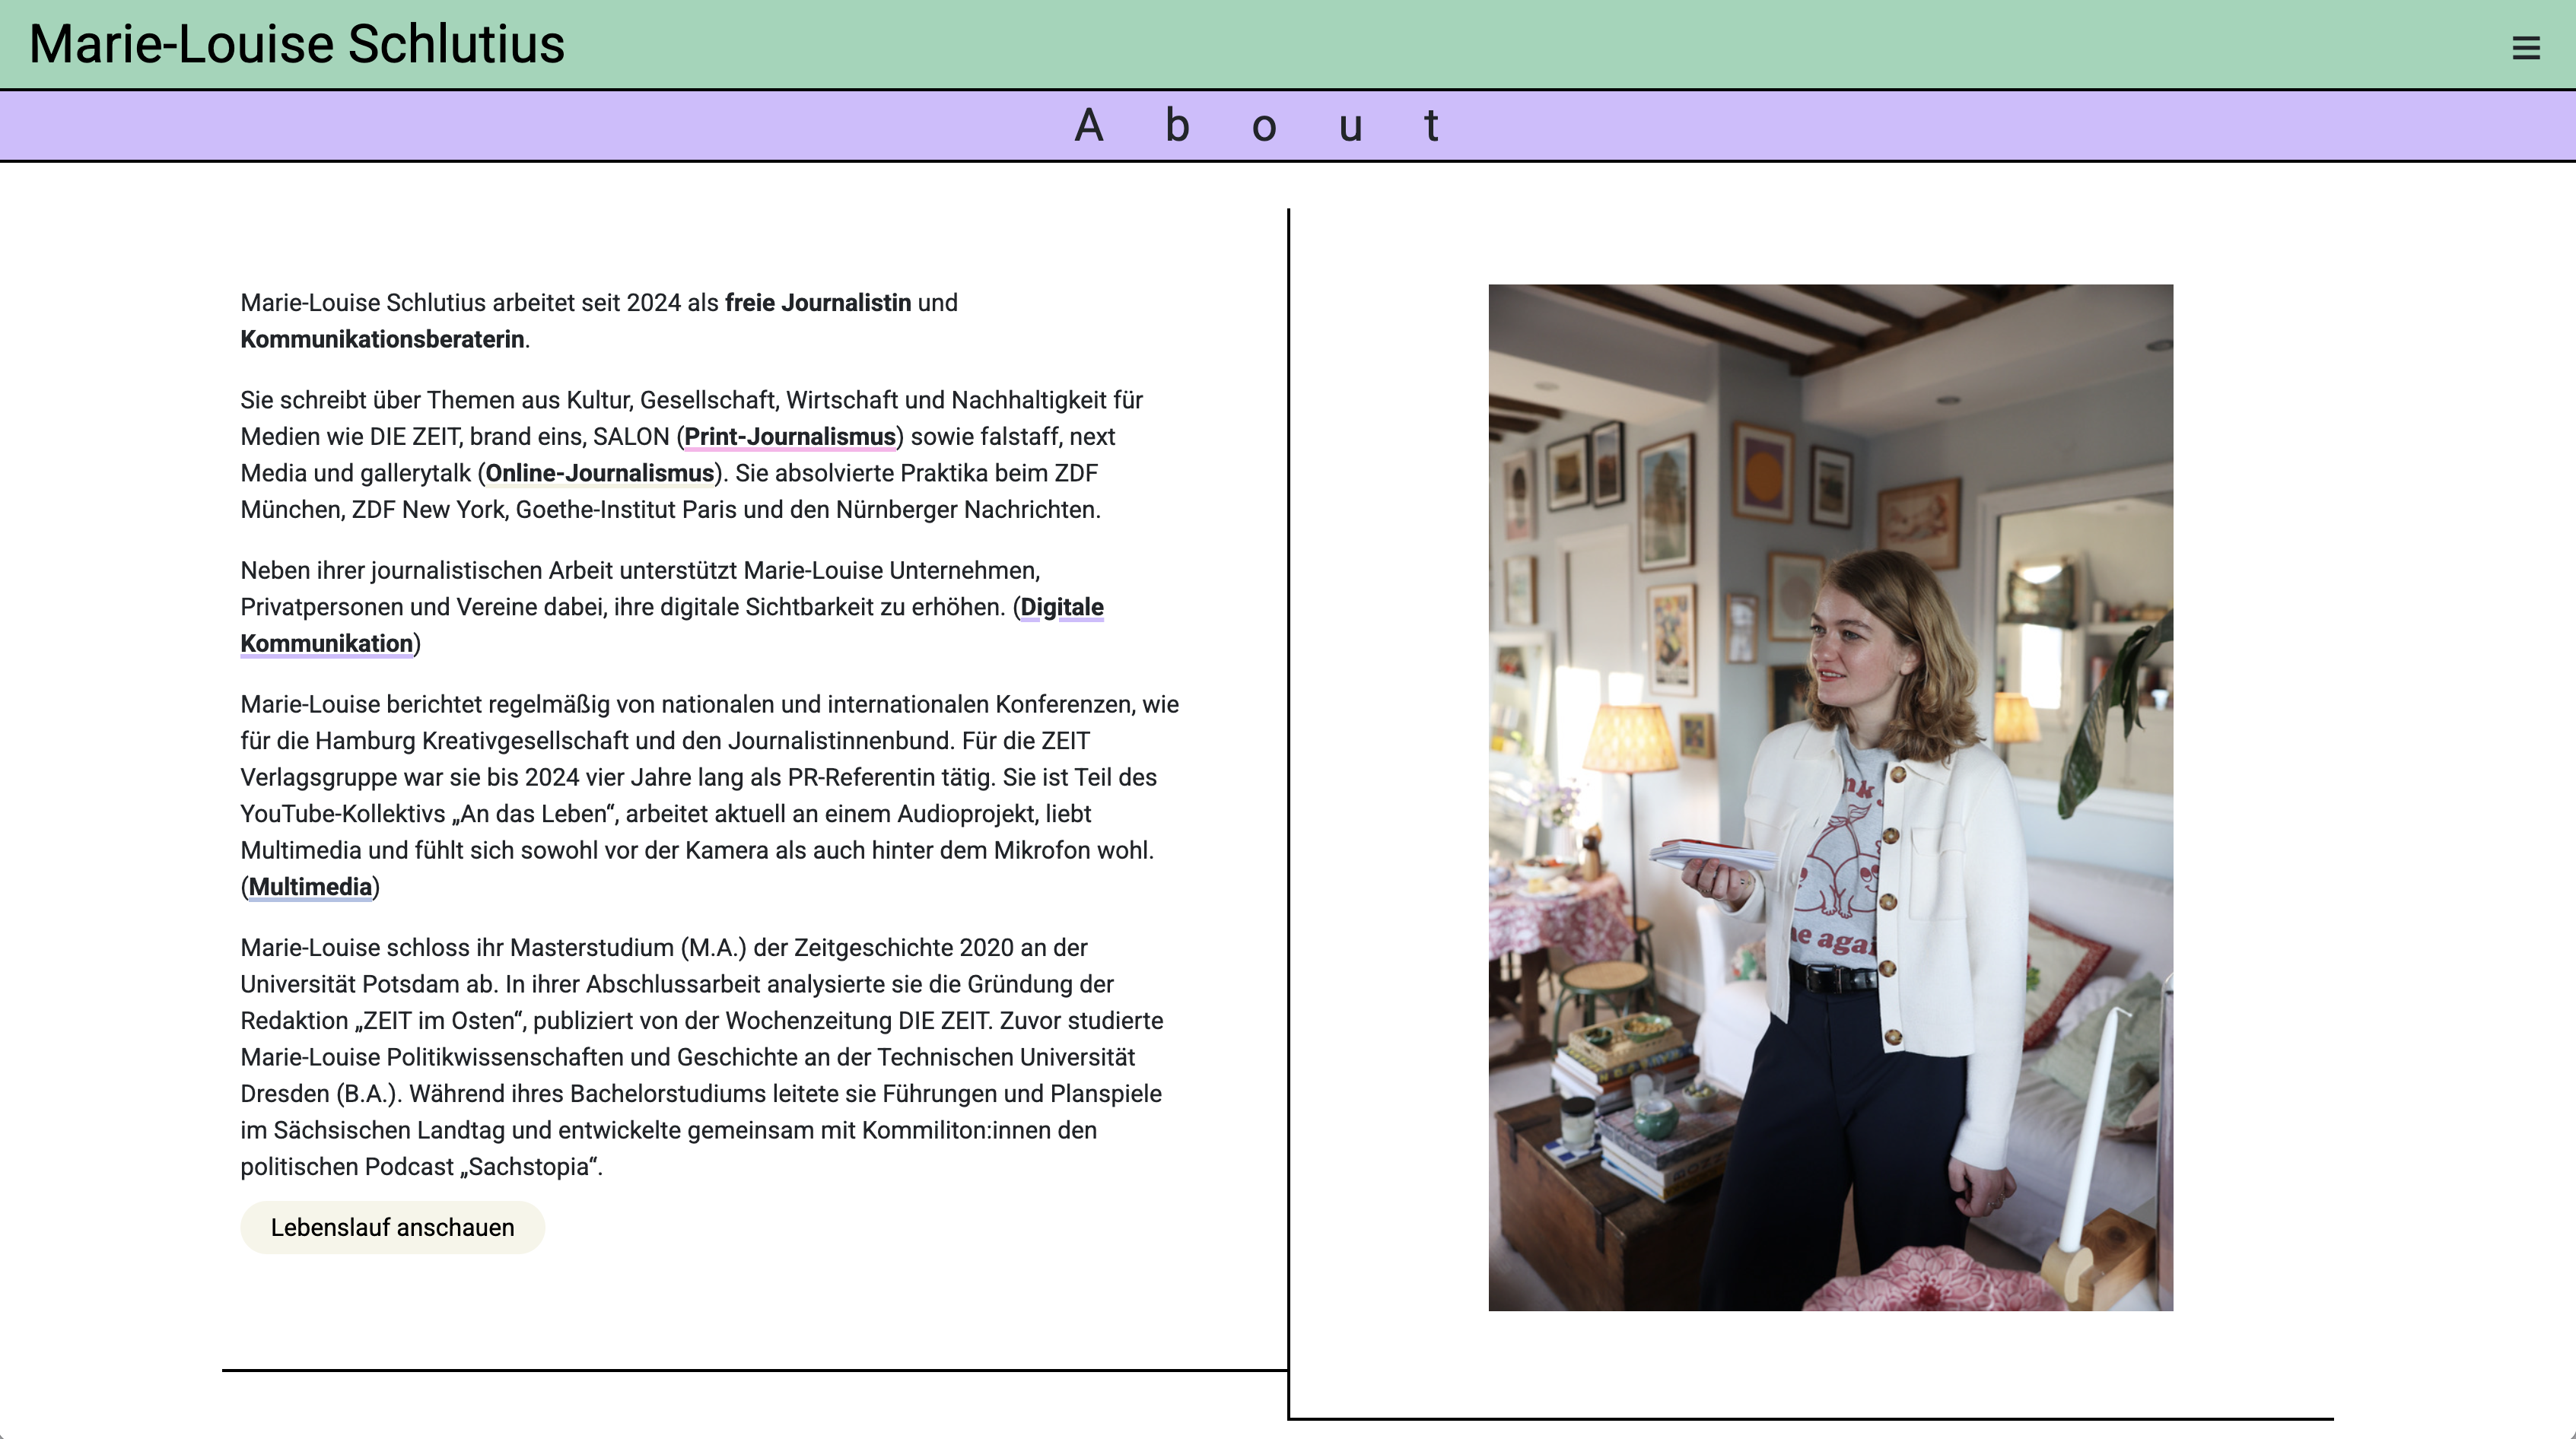 Marie-Louise Schlutius
About
Marie-Louise Schlutius arbeitet seit 2024 als freie Journalistin und
Kommunikationsberaterin.
Sie schreibt über Themen aus Kultur, Gesellschaft, Wirtschaft und Nachhaltigkeit für
Medien wie DIE ZEIT, brand eins, SALON (Print-Journalismus) sowie falstaff, next
Media und gallerytalk (Online-Journalismus). Sie absolvierte Praktika beim ZDF
München, ZDF New York, Goethe-Institut Paris und den Nürnberger Nachrichten.
Neben ihrer journalistischen Arbeit unterstützt Marie-Louise Unternehmen,
Privatpersonen und Vereine dabei, ihre digitale Sichtbarkeit zu erhöhen. (Digitale
Kommunikation)
Marie-Louise berichtet regelmäßig von nationalen und internationalen Konferenzen, wie
für die Hamburg Kreativgesellschaft und den Journalistinnenbund. Für die ZEIT
Verlagsgruppe war sie bis 2024 vier Jahre lang als PR-Referentin tätig. Sie ist Teil des
YouTube-Kollektivs „An das Leben“, arbeitet aktuell an einem Audioprojekt, liebt
Multimedia und fühlt sich sowohl vor der Kamera als auch hinter dem Mikrofon wohl.
(Multimedia)
Marie-Louise schloss ihr Masterstudium (M.A.) der Zeitgeschichte 2020 an der
Universität Potsdam ab. In ihrer Abschlussarbeit analysierte sie die Gründung der
Redaktion „ZEIT im Osten“, publiziert von der Wochenzeitung DIE ZEIT. Zuvor studierte
Marie-Louise Politikwissenschaften und Geschichte an der Technischen Universität
Dresden (B.A.). Während ihres Bachelorstudiums leitete sie Führungen und Planspiele
im Sächsischen Landtag und entwickelte gemeinsam mit Kommiliton:innen den
politischen Podcast „Sachstopia“.
Lebenslauf anschauen